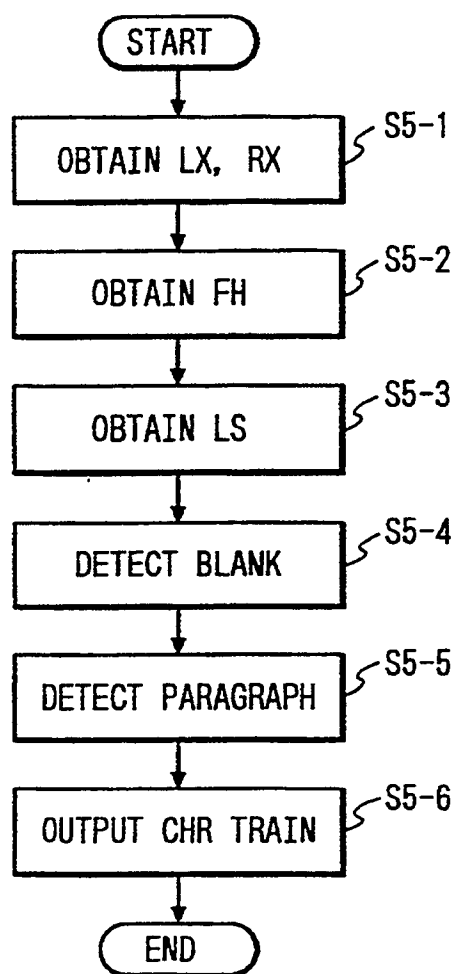 START
OBTAIN LX, RX
S5-1
OBTAIN FH
S5-2
OBTAIN LS
S5-3
DETECT BLANK
S5-4
DETECT PARAGRAPH
S5-5
OUTPUT CHR TRAIN
S5-6
END